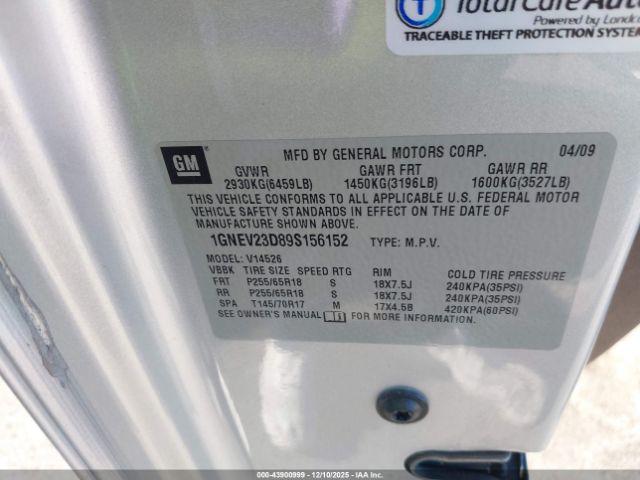 TotalCare Auto
Powered by
TRACEABLE THEFT PROTECTION SYSTEM
GM
MFD BY GENERAL MOTORS CORP. 04/09
GVWR GAWR FRT GAWR RR
2930KG(6459LB) 1450KG(3196LB) 1600KG(3527LB)
THIS VEHICLE CONFORMS TO ALL APPLICABLE U.S. FEDERAL MOTOR
VEHICLE SAFETY STANDARDS IN EFFECT ON THE DATE OF
MANUFACTURE SHOWN ABOVE.
1GNEV23D89S156152 TYPE: M.P.V.
MODEL: V14526
VBBK TIRE SIZE SPEED RTG RIM COLD TIRE PRESSURE
FRT P255/65R18 S 18X7.5J 240KPA(35PSI)
RR P255/65R18 S 18X7.5J 240KPA(35PSI)
SPA T145/70R17 M 17X4.5B 420KPA(60PSI)
SEE OWNER'S MANUAL FOR MORE INFORMATION.
000-43900999 - 12/10/2025 - IAA Inc.